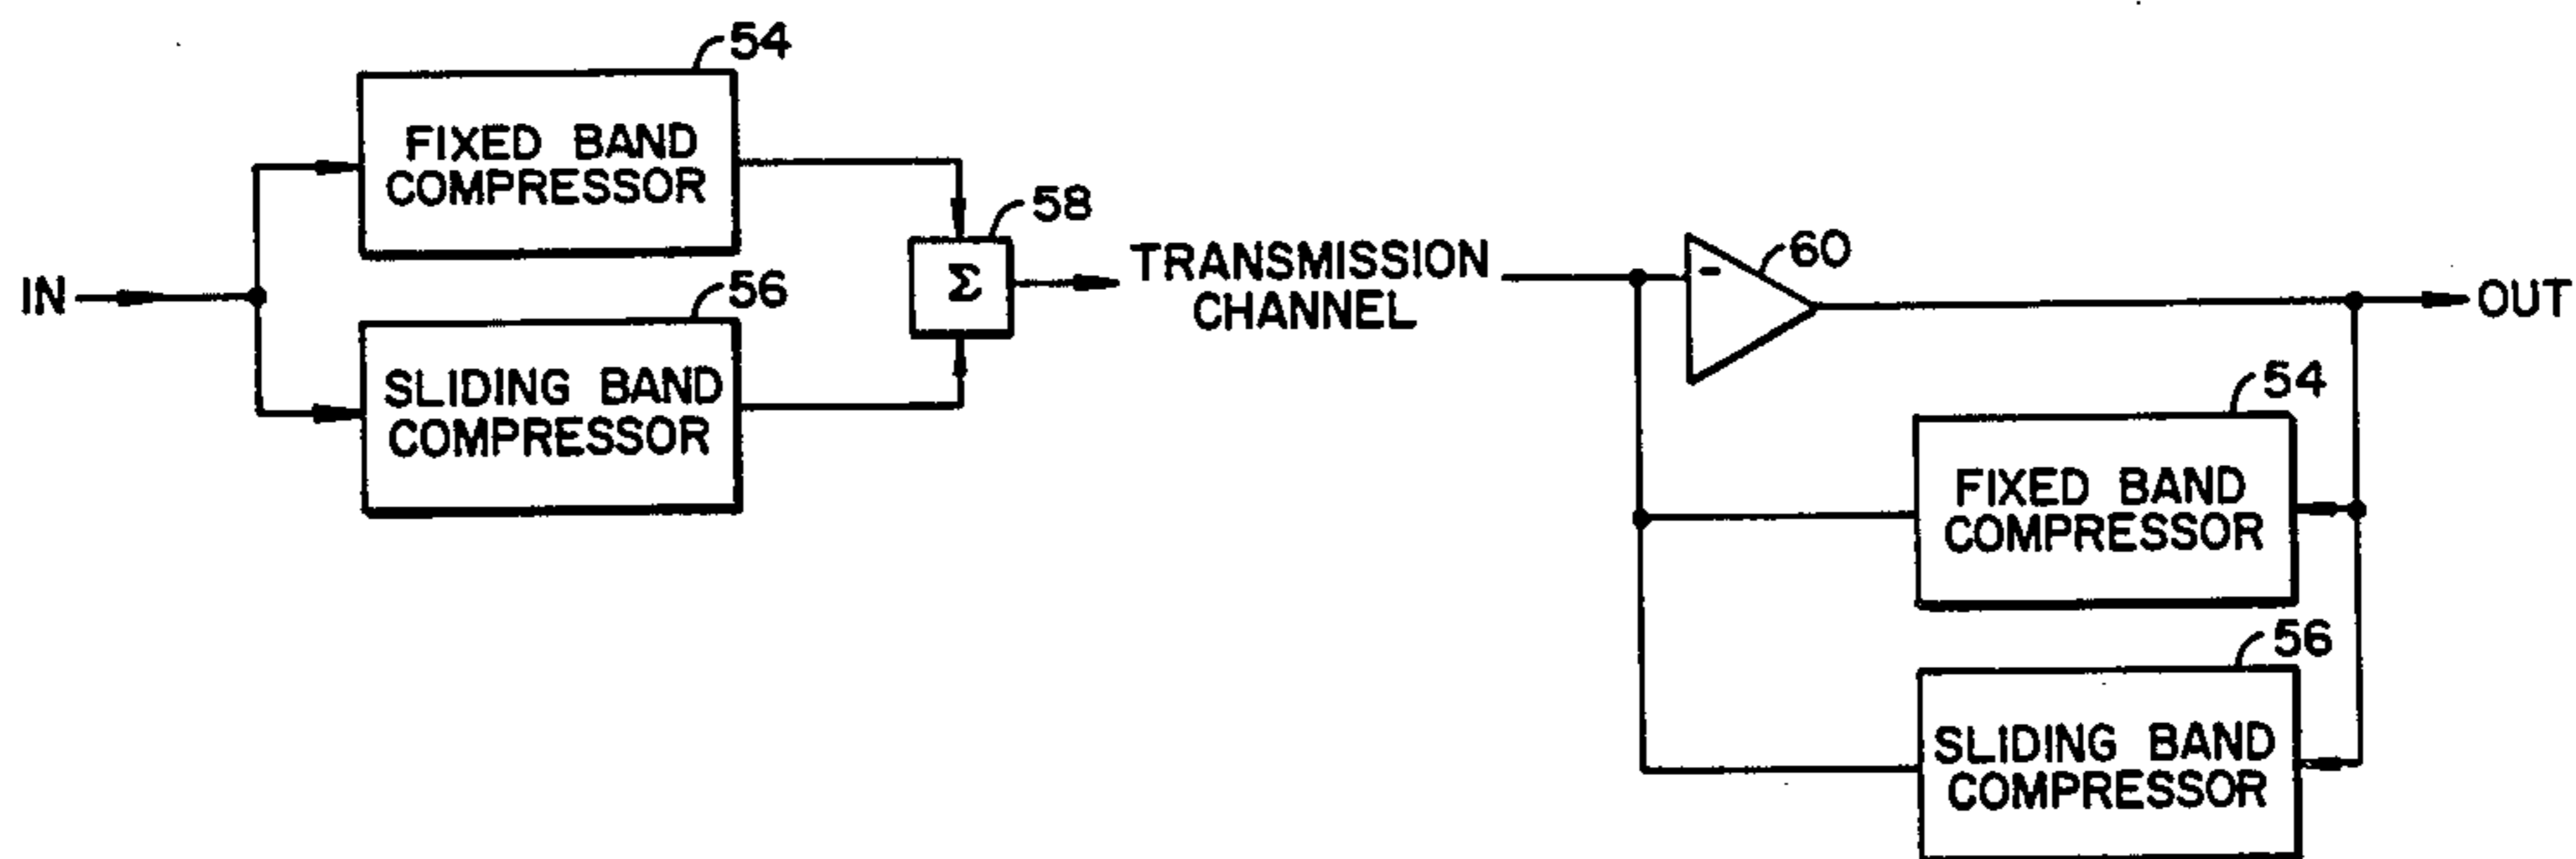 54
FIXED BAND
COMPRESSOR
58
Σ
IN
56
SLIDING BAND
COMPRESSOR
TRANSMISSION
CHANNEL
-
60
OUT
54
FIXED BAND
COMPRESSOR
56
SLIDING BAND
COMPRESSOR